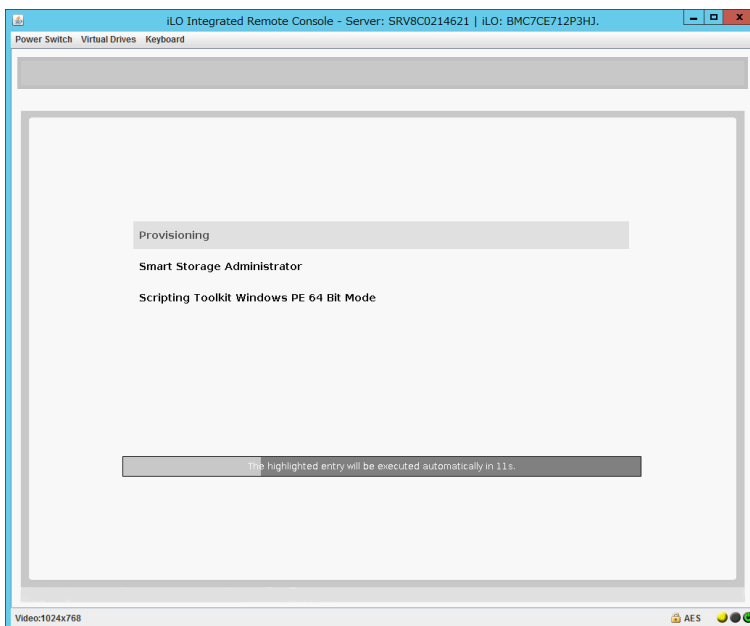 iLO Integrated Remote Console - Server: SRV8C0214621 | iLO: BMC7CE712P3HJ.
Power Switch Virtual Drives Keyboard
Provisioning
Smart Storage Administrator
Scripting Toolkit Windows PE 64 Bit Mode
The highlighted entry will be executed automatically in 11s.
Video:1024x768 AES